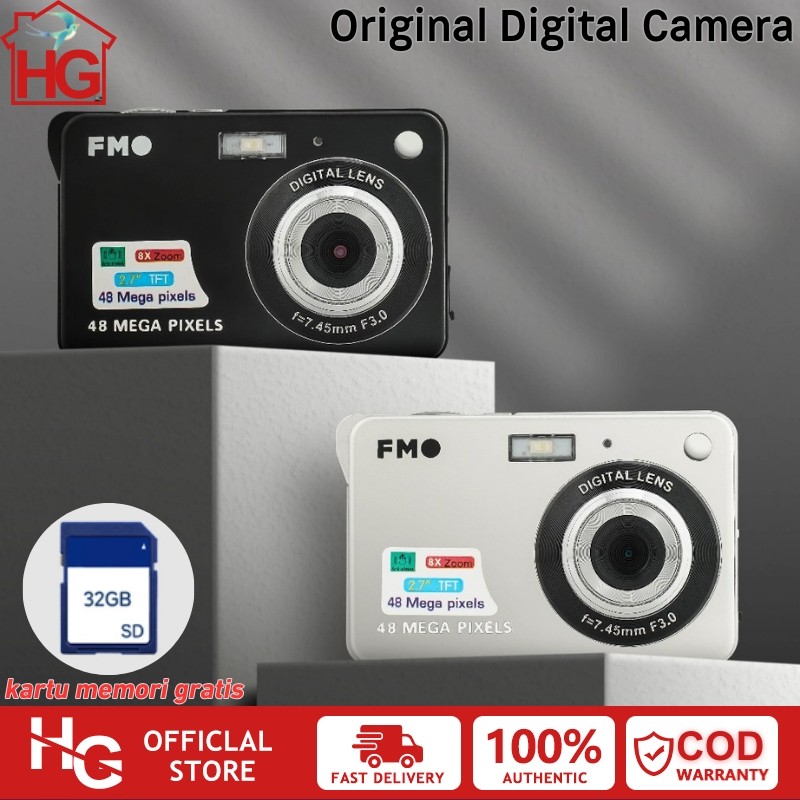 HG
Original Digital Camera
FMO
DIGITAL LENS
8X Zoom
2.7" TFT
48 Mega pixels
48 MEGA PIXELS
f=7.45mm F3.0
FMO
DIGITAL LENS
8X Zoom
2.7" TFT
48 Mega pixels
48 MEGA PIXELS
f=7.45mm F3.0
32GB
SD
kartu memori gratis
HG
OFFICLAL
STORE
FAST DELIVERY
100%
AUTHENTIC
COD
WARRANTY